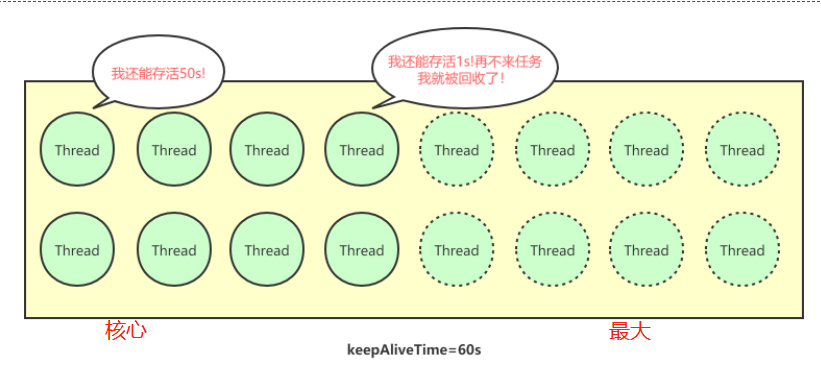 我还能存活50s!
我还能存活1s!再不来任务
我就被回收了!
Thread Thread Thread Thread Thread Thread Thread Thread
Thread Thread Thread Thread Thread Thread Thread Thread
核心 最大
keepAliveTime=60s